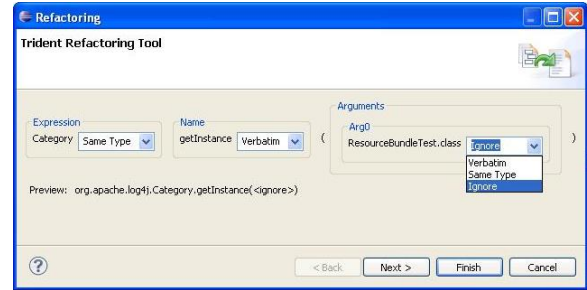 Refactoring
Trident Refactoring Tool
Arguments
Expression
Name
Arg0
Category Same Type
getInstance Verbatim
(
ResourceBundleTest.class Ignore
)
Verbatim
Same Type
Ignore
Preview: org.apache.log4j.Category.getInstance(<ignore>)
?
< Back
Next >
Finish
Cancel